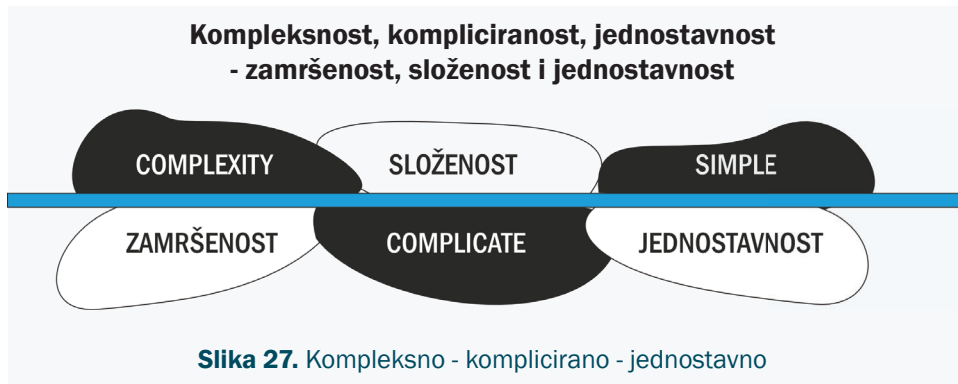 Kompleksnost, kompliciranost, jednostavnost
- zamršenost, složenost i jednostavnost
COMPLEXITY SLOŽENOST SIMPLE
ZAMRŠENOST COMPLICATE JEDNOSTAVNOST
Slika 27. Kompleksno - komplicirano - jednostavno